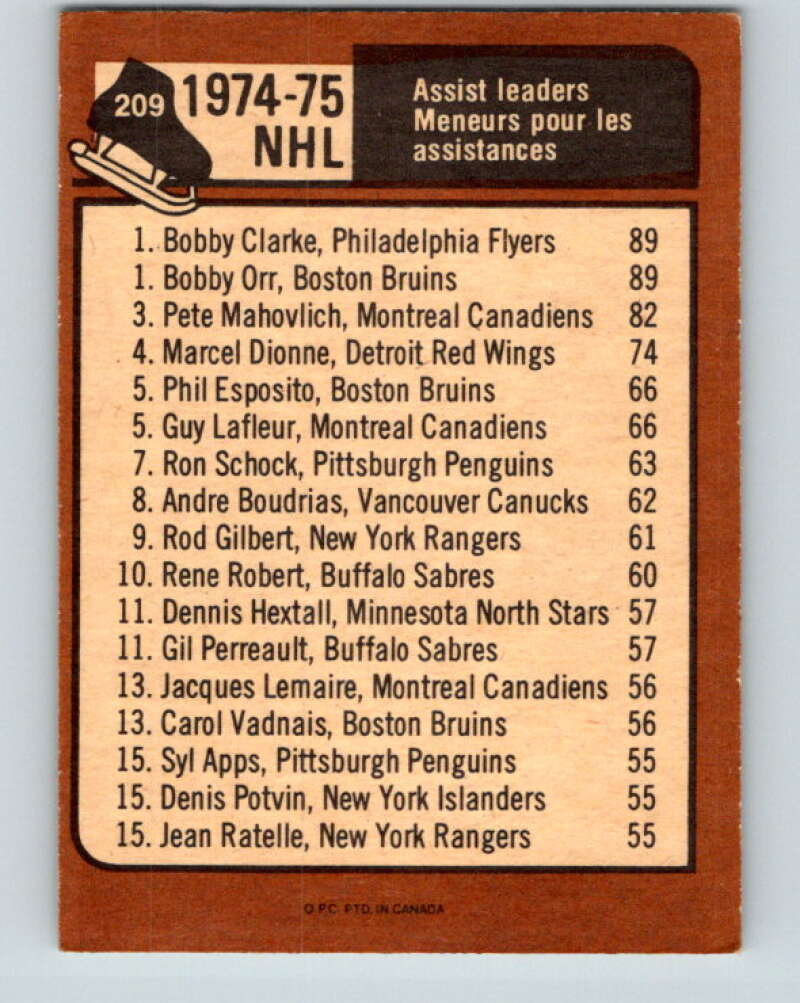 209
1974-75
NHL
Assist leaders
Meneurs pour les
assistances
1. Bobby Clarke, Philadelphia Flyers 89
1. Bobby Orr, Boston Bruins 89
3. Pete Mahovlich, Montreal Canadiens 82
4. Marcel Dionne, Detroit Red Wings 74
5. Phil Esposito, Boston Bruins 66
5. Guy Lafleur, Montreal Canadiens 66
7. Ron Schock, Pittsburgh Penguins 63
8. Andre Boudrias, Vancouver Canucks 62
9. Rod Gilbert, New York Rangers 61
10. Rene Robert, Buffalo Sabres 60
11. Dennis Hextall, Minnesota North Stars 57
11. Gil Perreault, Buffalo Sabres 57
13. Jacques Lemaire, Montreal Canadiens 56
13. Carol Vadnais, Boston Bruins 56
15. Syl Apps, Pittsburgh Penguins 55
15. Denis Potvin, New York Islanders 55
15. Jean Ratelle, New York Rangers 55
O.P.C. PTD. IN CANADA